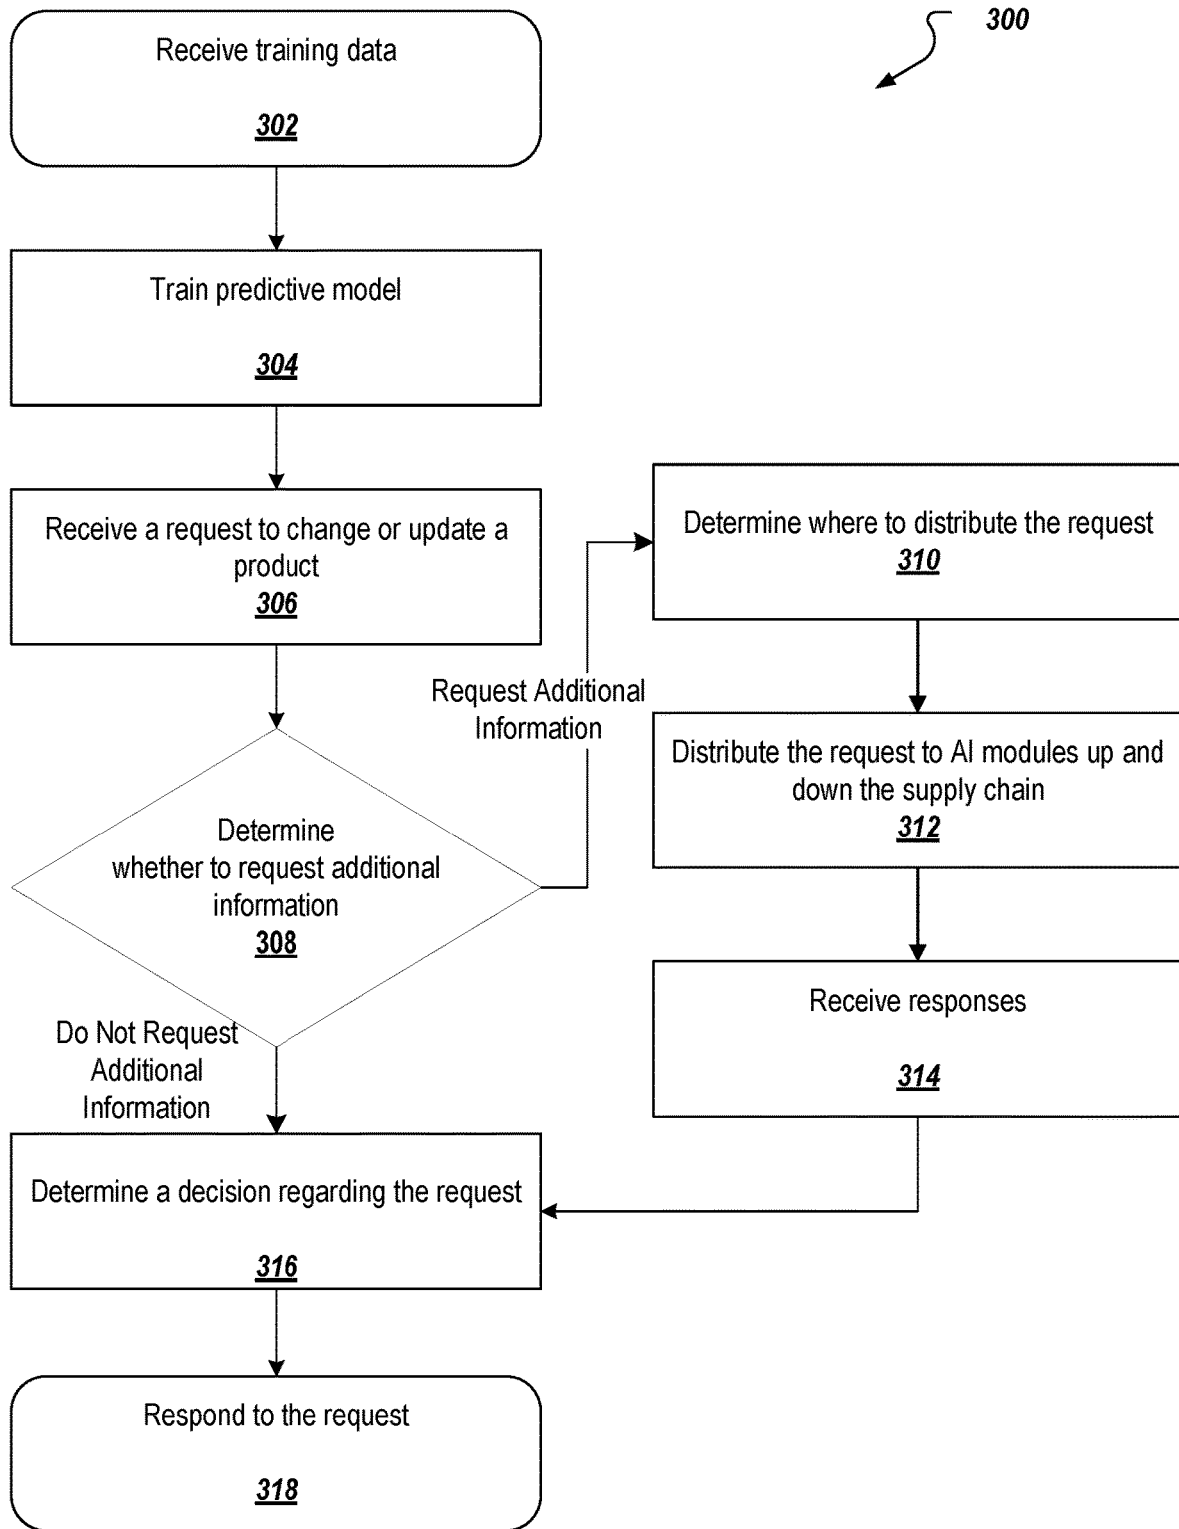 300
Receive training data
302
Train predictive model
304
Receive a request to change or update a
product
306
Determine
whether to request additional
information
308
Request Additional
Information
Determine where to distribute the request
310
Distribute the request to AI modules up and
down the supply chain
312
Receive responses
314
Do Not Request
Additional
Information
Determine a decision regarding the request
316
Respond to the request
318